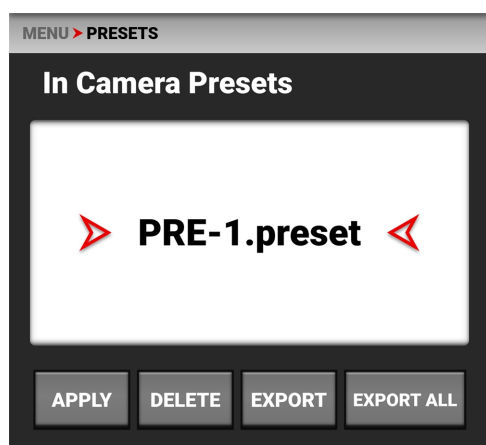 MENU > PRESETS
In Camera Presets
PRE-1.preset
APPLY DELETE EXPORT EXPORT ALL